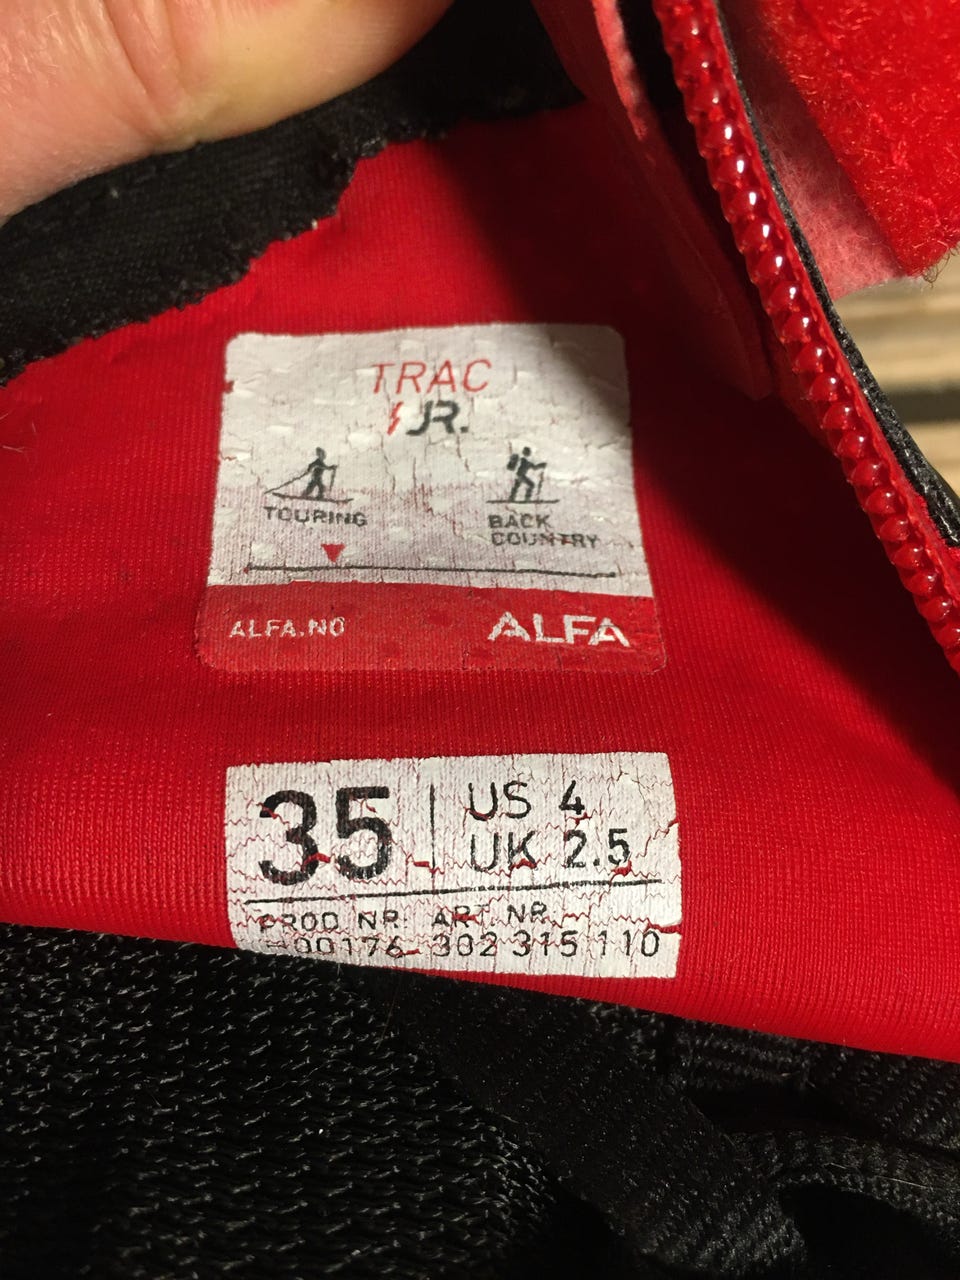 TRAC
JR.
TOURING
BACK
COUNTRY
ALFA.NO
ALFA
35
US 4
UK 2.5
PROD NR. ART. NR.
302 315 110